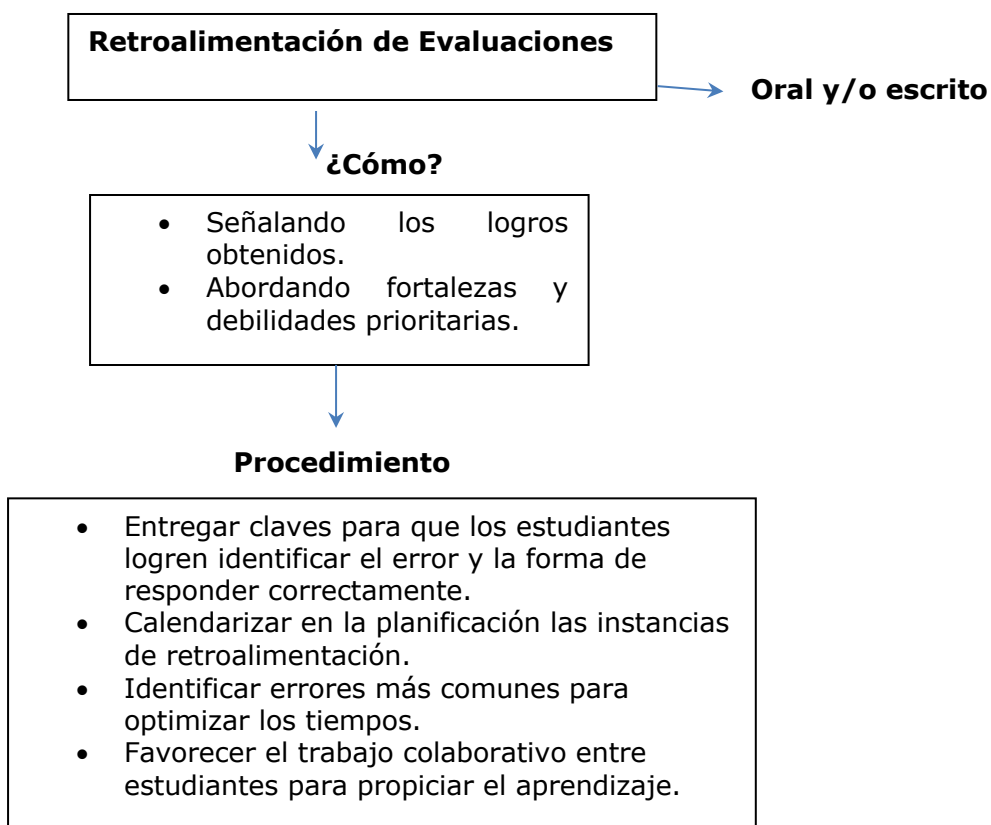 Retroalimentación de Evaluaciones
Oral y/o escrito
¿Cómo?
• Señalando los logros
obtenidos.
• Abordando fortalezas y
debilidades prioritarias.
Procedimiento
• Entregar claves para que los estudiantes
logren identificar el error y la forma de
responder correctamente.
• Calendarizar en la planificación las instancias
de retroalimentación.
• Identificar errores más comunes para
optimizar los tiempos.
• Favorecer el trabajo colaborativo entre
estudiantes para propiciar el aprendizaje.